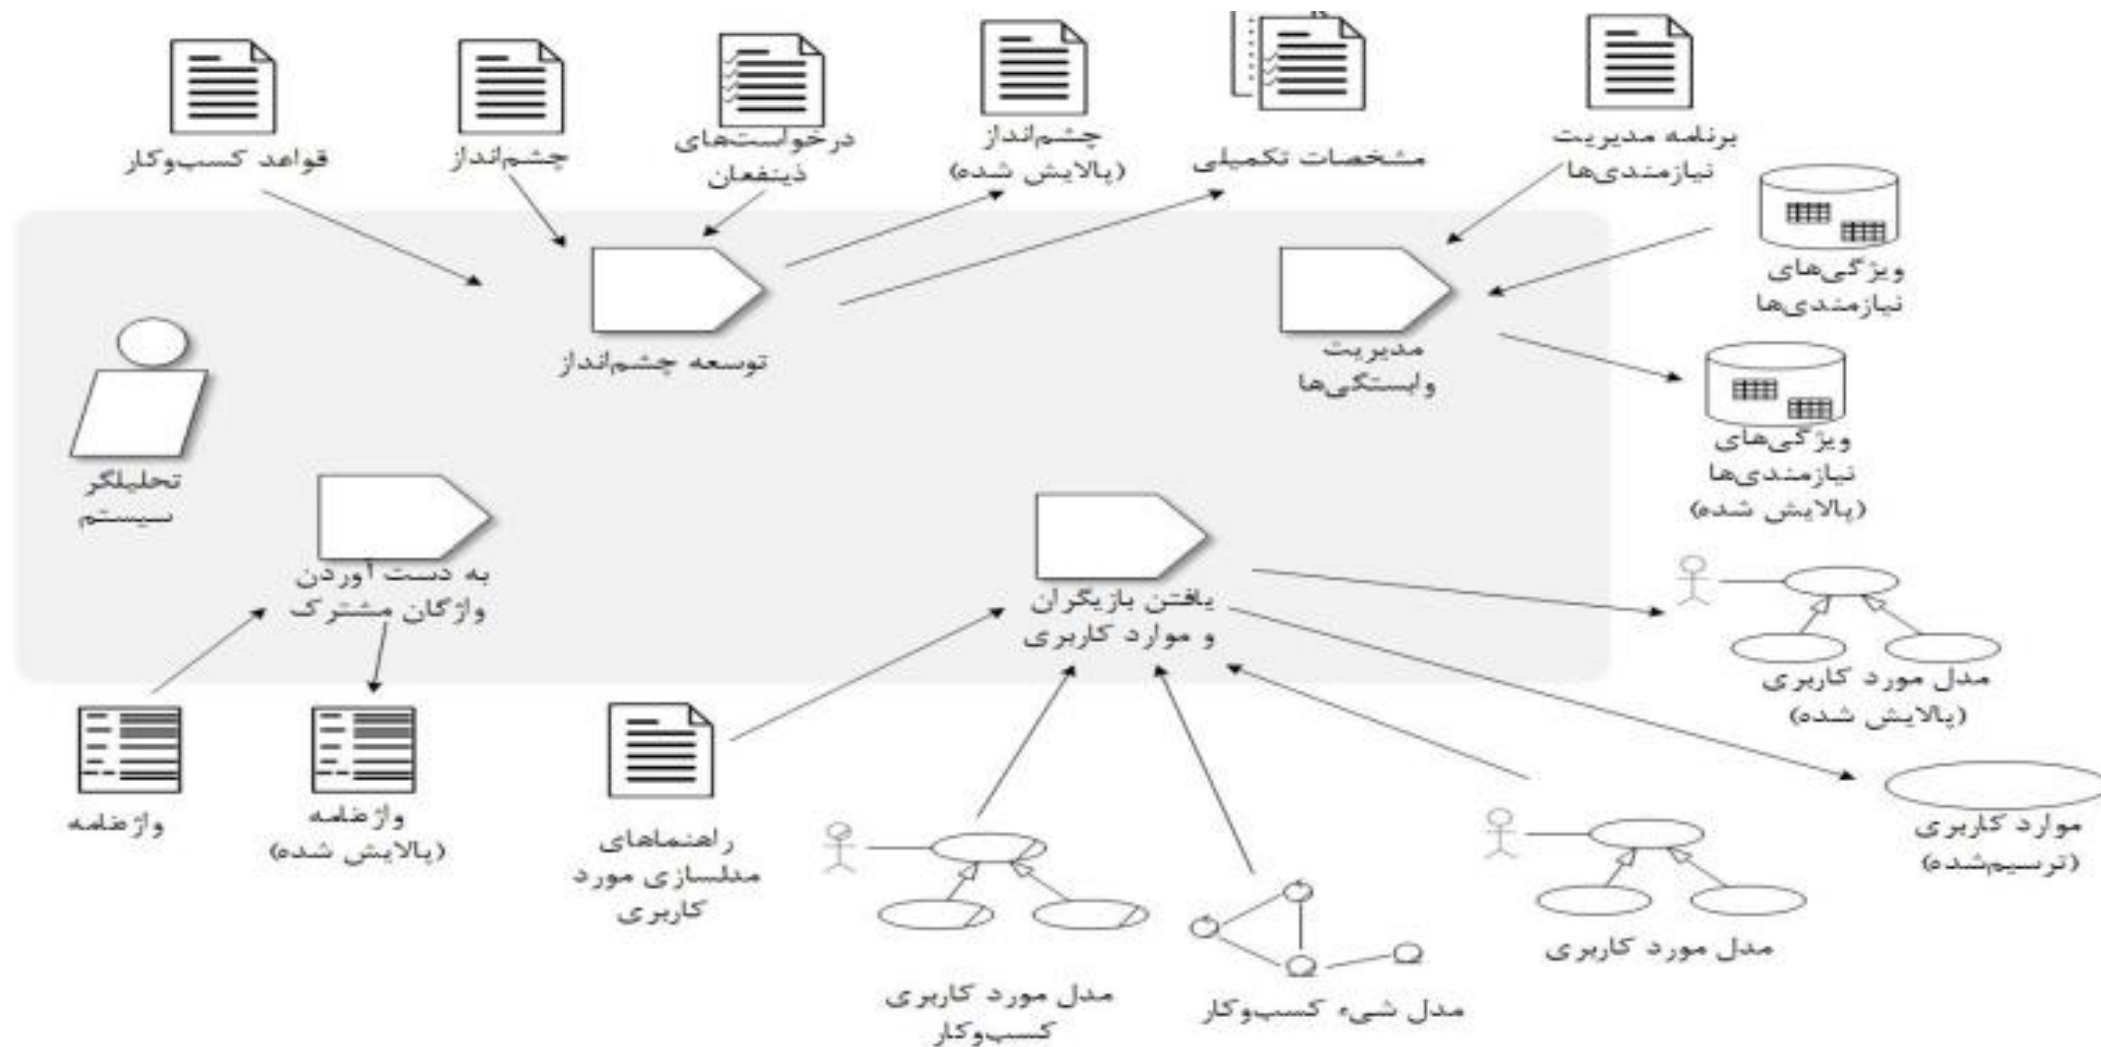 قواعد کسب‌وکار
چشم‌انداز
درخواست‌های
ذینفعان
چشم‌انداز
(پالایش شده)
مشخصات تکمیلی
برنامه مدیریت
نیازمندی‌ها
ویژگی‌های
نیازمندی‌ها
توسعه چشم‌انداز
مدیریت
وابستگی‌ها
ویژگی‌های
نیازمندی‌ها
(پالایش شده)
تحلیلگر
سیستم
به دست آوردن
واژگان مشترک
یافتن بازیگران
و موارد کاربری
مدل مورد کاربری
(پالایش شده)
واژه‌نامه
واژه‌نامه
(پالایش شده)
راهنماهای
مدلسازی مورد
کاربری
مدل مورد کاربری
کسب‌وکار
مدل شیء کسب‌وکار
مدل مورد کاربری
موارد کاربری
(ترسیم‌شده)